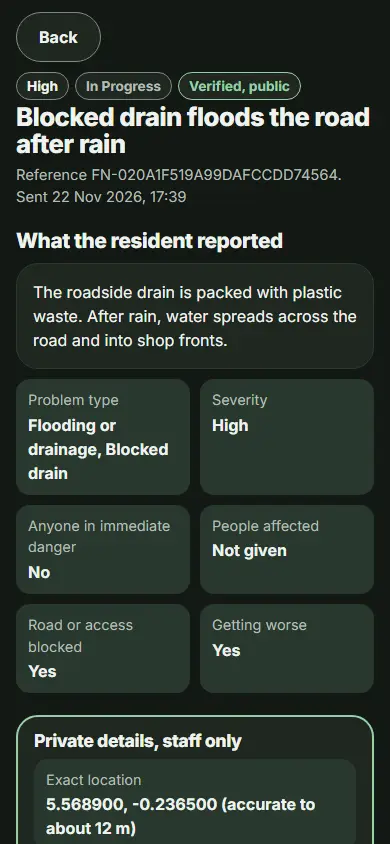 Back
High
In Progress
Verified, public
Blocked drain floods the road
after rain
Reference FN-020A1F519A99DAFCCDD74564.
Sent 22 Nov 2026, 17:39
What the resident reported
The roadside drain is packed with plastic
waste. After rain, water spreads across the
road and into shop fronts.
Problem type
Flooding or
drainage, Blocked
drain
Severity
High
Anyone in immediate
danger
No
People affected
Not given
Road or access
blocked
Yes
Getting worse
Yes
Private details, staff only
Exact location
5.568900, -0.236500 (accurate to
about 12 m)